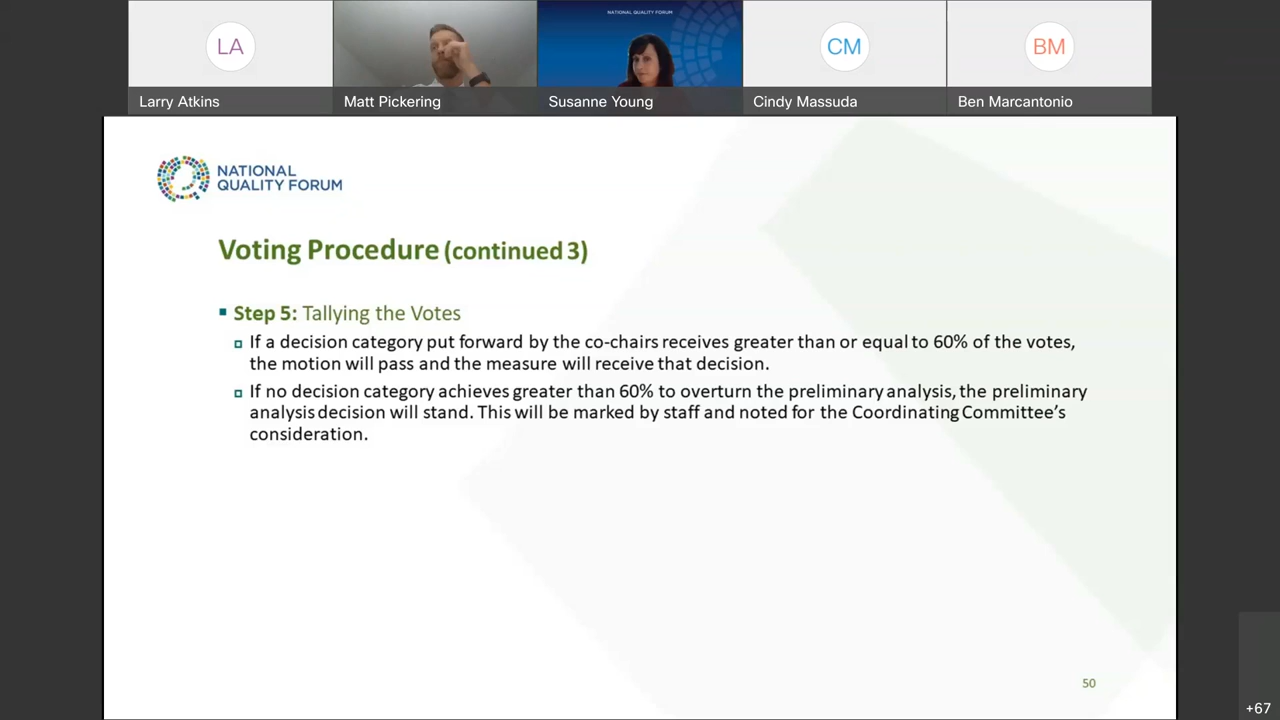 LA
CM
BM
NATIONAL QUALITY FORUM
Larry Atkins
Matt Pickering
Susanne Young
Cindy Massuda
Ben Marcantonio
NATIONAL
QUALITY FORUM
Voting Procedure (continued 3)
Step 5: Tallying the Votes
If a decision category put forward by the co-chairs receives greater than or equal to 60% of the votes,
the motion will pass and the measure will receive that decision.
If no decision category achieves greater than 60% to overturn the preliminary analysis, the preliminary
analysis decision will stand. This will be marked by staff and noted for the Coordinating Committee's
consideration.
50
+67